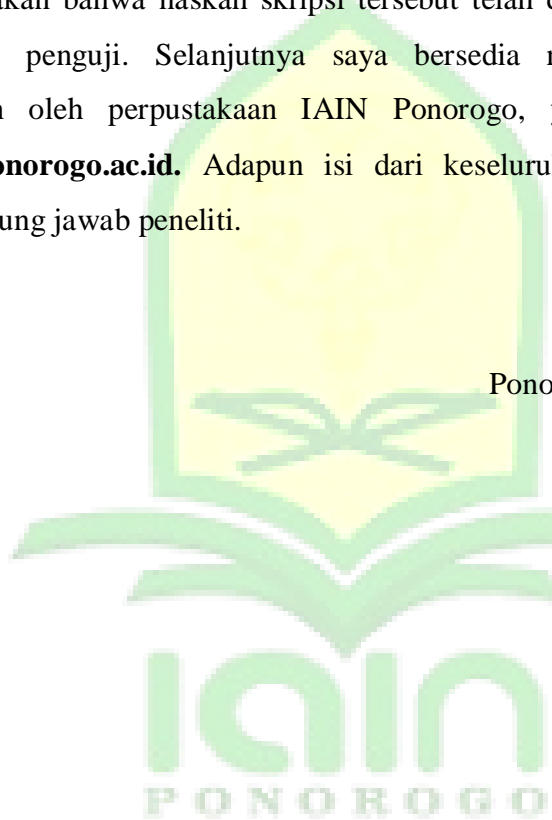 akan bahwa naskah skripsi tersebut telah
penguji. Selanjutnya saya bersedia
oleh perpustakaan IAIN Ponorogo,
onorogo.ac.id. Adapun isi dari
ung jawab peneliti.
Pono
iain
PONOROGO